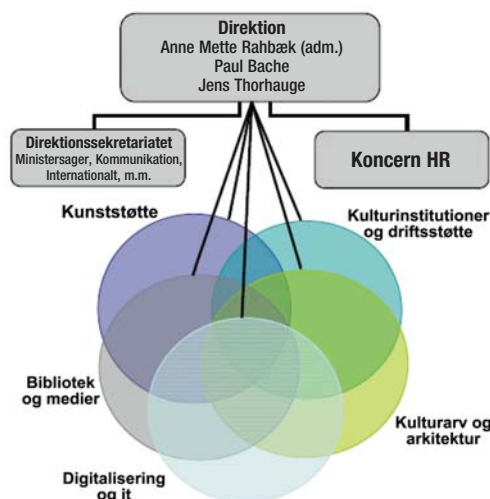 Direktion
Anne Mette Rahbæk (adm.)
Paul Bache
Jens Thorhauge
Direktionssekretariatet
Ministersager, Kommunikation,
Internationalt, m.m.
Koncern HR
Kunststøtte
Kulturinstitutioner
og driftsstøtte
Bibliotek
og medier
Kulturarv og
arkitektur
Digitalisering
og it